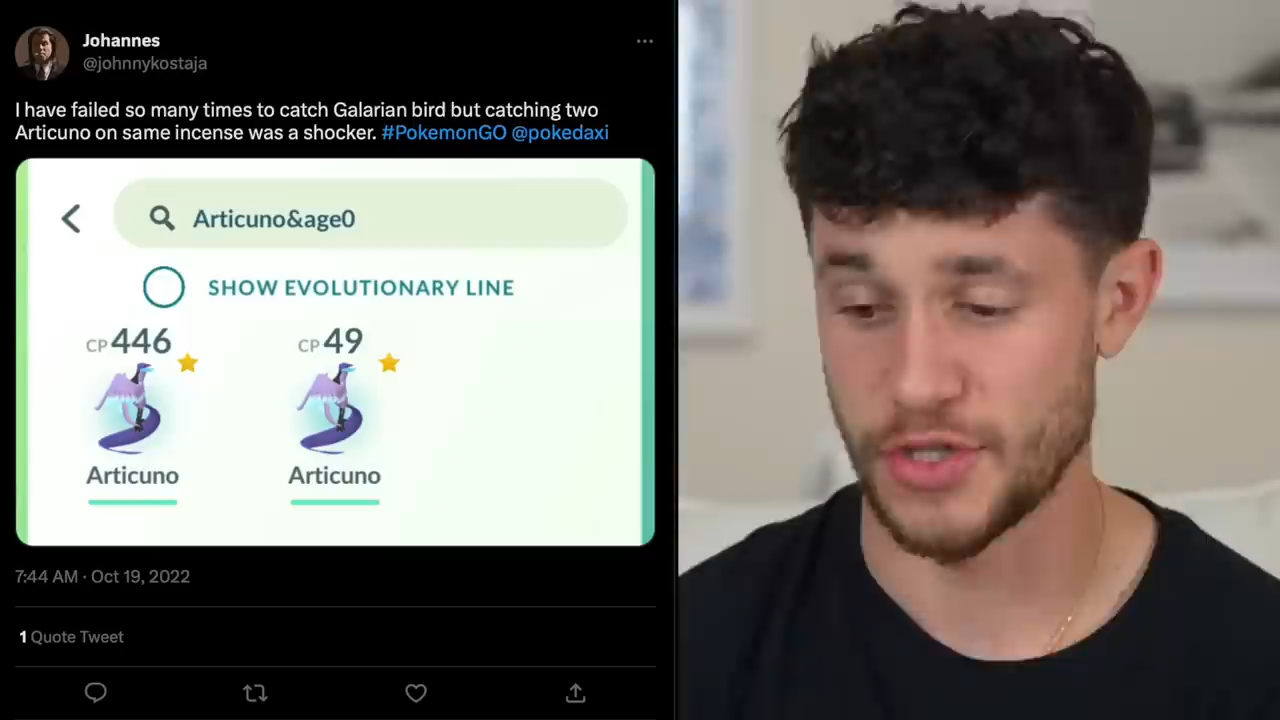 Johannes
@johnnykostaja
I have failed so many times to catch Galarian bird but catching two
Articuno on same incense was a shocker. #PokemonGO @pokedaxi
Articuno&age0
SHOW EVOLUTIONARY LINE
CP446 CP49
Articuno Articuno
7:44 AM · Oct 19, 2022
1 Quote Tweet